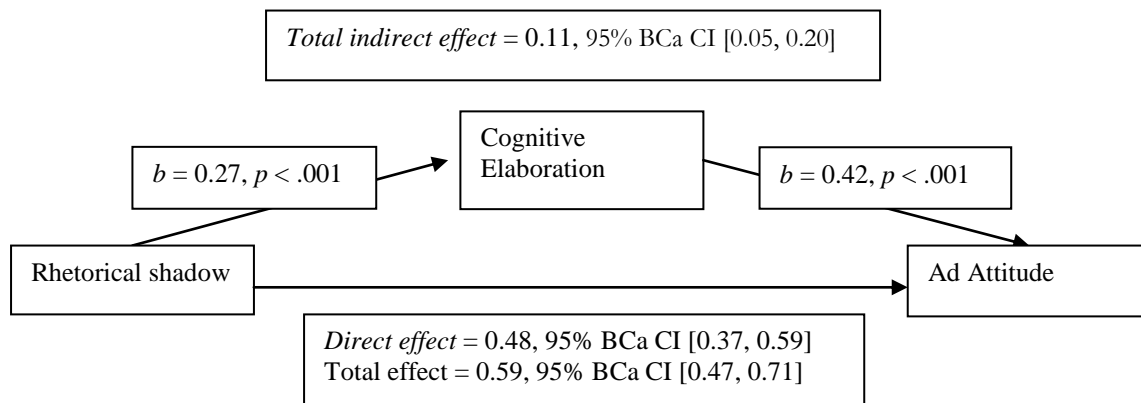 Total indirect effect = 0.11, 95% BCa CI [0.05, 0.20]
Cognitive
Elaboration
b = 0.27, p < .001
b = 0.42, p < .001
Rhetorical shadow
Ad Attitude
Direct effect = 0.48, 95% BCa CI [0.37, 0.59]
Total effect = 0.59, 95% BCa CI [0.47, 0.71]